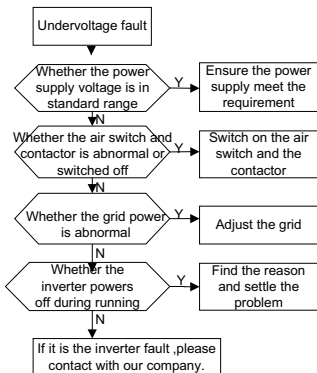 Undervoltage fault
Whether the power
supply voltage is in
standard range
Y
Ensure the power
supply meet the
requirement
N
Whether the air switch and
contactor is abnormal or
switched off
Y
Switch on the air
switch and the
contactor
N
Whether the grid power
is abnormal
Y
Adjust the grid
N
Whether the
inverter powers
off during running
Y
Find the reason
and settle the
problem
N
If it is the inverter fault ,please
contact with our company.